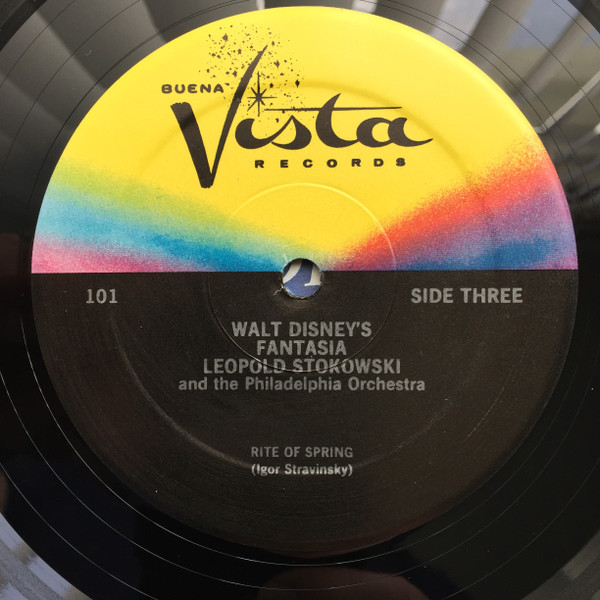 BUENA
Vista
RECORDS
101
SIDE THREE
WALT DISNEY'S
FANTASIA
LEOPOLD STOKOWSKI
and the Philadelphia Orchestra
RITE OF SPRING
(Igor Stravinsky)